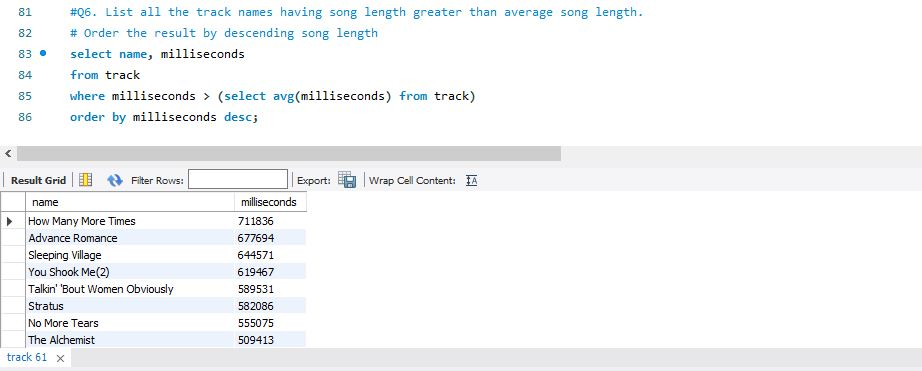 81 #Q6. List all the track names having song length greater than average song length.
82 # Order the result by descending song length
83 select name, milliseconds
84 from track
85 where milliseconds > (select avg(milliseconds) from track)
86 order by milliseconds desc;
Result Grid Filter Rows: Export: Wrap Cell Content: IA
name milliseconds
How Many More Times 711836
Advance Romance 677694
Sleeping Village 644571
You Shook Me(2) 619467
Talkin' 'Bout Women Obviously 589531
Stratus 582086
No More Tears 555075
The Alchemist 509413
track 61 ×